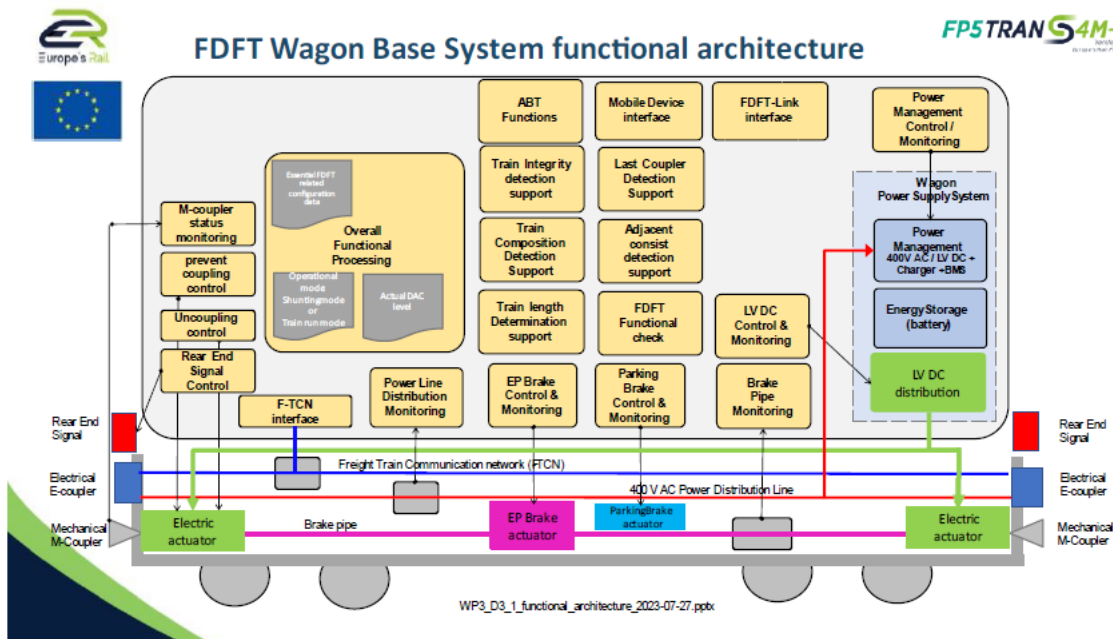 Europe's Rail
FDFT Wagon Base System functional architecture
FP5TRANS4M-
ABT
Functions
Mobile Device
interface
FDFT-Link
interface
Power
Management
Control /
Monitoring
Essential FDFT
related
configuration
data
Overall
Functional
Processing
Operational
mode
Shunting mode
or
Train run mode
Actual DAC
level
Train Integrity
detection
support
Last Coupler
Detection
Support
Wagon
Power Supply System
M-coupler
status
monitoring
Train
Composition
Detection
Support
Adjacent
consist
detection
support
Power
Management
400V AC / LV DC +
Charger +BMS
prevent
coupling
control
Uncoupling
control
Train length
Determination
support
FDFT
Functional
check
LV DC
Control &
Monitoring
Energy Storage
(battery)
Rear End
Signal
Control
LV DC
distribution
F-TCN
interface
Power Line
Distribution
Monitoring
EP Brake
Control &
Monitoring
Parking
Brake
Control &
Monitoring
Brake
Pipe
Monitoring
Rear End
Signal
Rear End
Signal
Freight Train Communication network (FTCN)
Electrical
E-coupler
400 V AC Power Distribution Line
Electrical
E-coupler
Mechanical
M-Coupler
Electric
actuator
Brake pipe
EP Brake
actuator
ParkingBrake
actuator
Electric
actuator
Mechanical
M-Coupler
WP3_D3_1_functional_architecture_2023-07-27.pptx